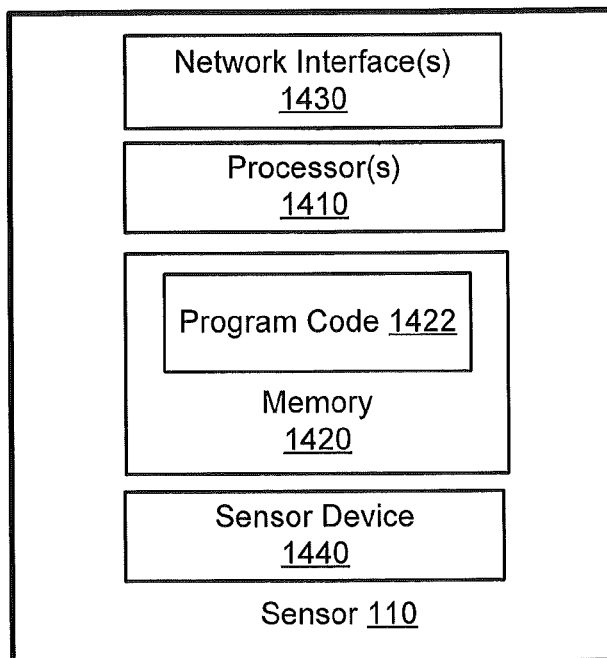 Network Interface(s)
1430
Processor(s)
1410
Program Code 1422
Memory
1420
Sensor Device
1440
Sensor 110